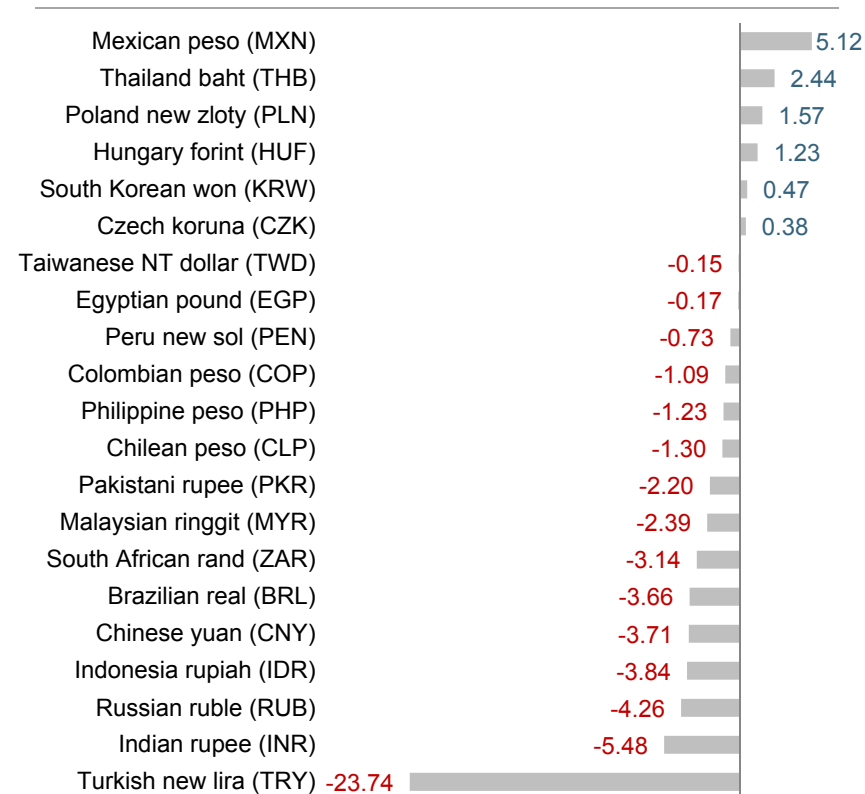 Mexican peso (MXN) 5.12
Thailand baht (THB) 2.44
Poland new zloty (PLN) 1.57
Hungary forint (HUF) 1.23
South Korean won (KRW) 0.47
Czech koruna (CZK) 0.38
Taiwanese NT dollar (TWD) -0.15
Egyptian pound (EGP) -0.17
Peru new sol (PEN) -0.73
Colombian peso (COP) -1.09
Philippine peso (PHP) -1.23
Chilean peso (CLP) -1.30
Pakistani rupee (PKR) -2.20
Malaysian ringgit (MYR) -2.39
South African rand (ZAR) -3.14
Brazilian real (BRL) -3.66
Chinese yuan (CNY) -3.71
Indonesia rupiah (IDR) -3.84
Russian ruble (RUB) -4.26
Indian rupee (INR) -5.48
Turkish new lira (TRY) -23.74